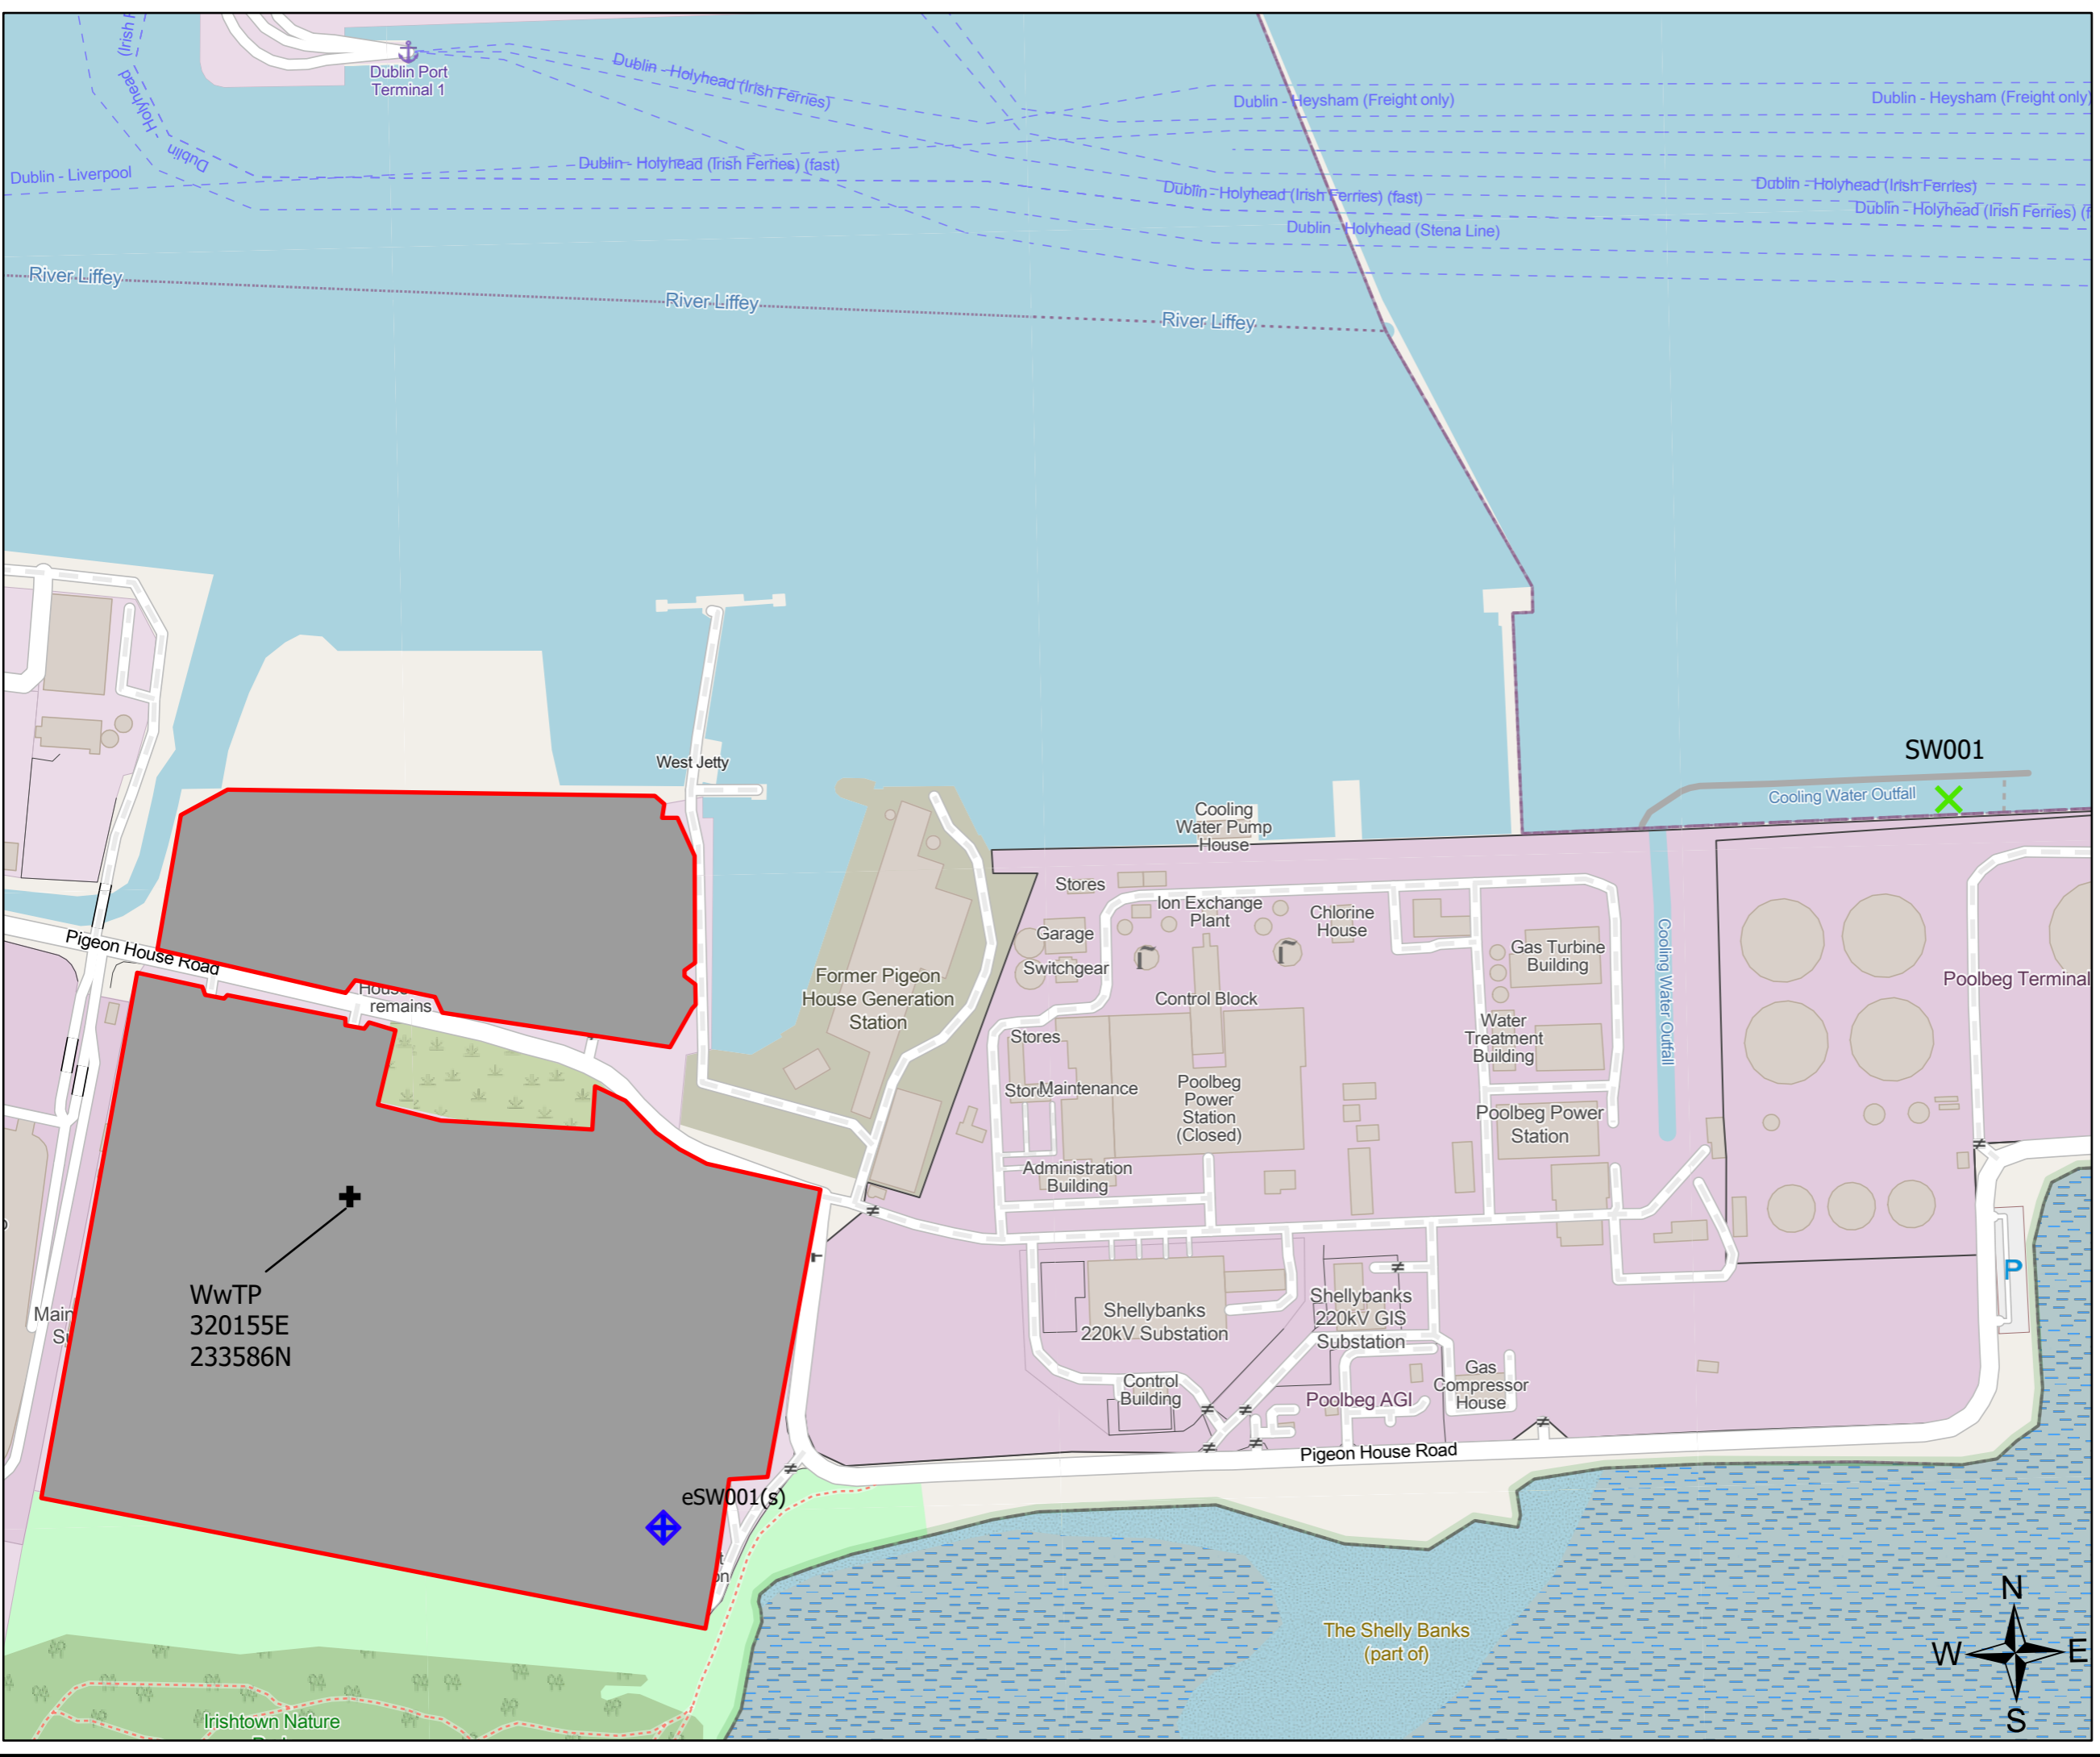 Dublin Port
Terminal 1
Dublin - Holyhead (Irish
Dublin - Holyhead (Irish Ferries)
Dublin - Heysham (Freight only)
Dublin - Heysham (Freight only)
Dublin - Liverpool
Dublin - Holyhead (Irish Ferries) (fast)
Dublin - Holyhead (Irish Ferries) (fast)
Dublin - Holyhead (Irish Ferries)
Dublin - Holyhead (Irish Ferries) (f
Dublin - Holyhead (Stena Line)
River Liffey
River Liffey
River Liffey
West Jetty
SW001
Cooling Water Outfall
Cooling
Water Pump
House
Pigeon House Road
remains
Former Pigeon
House Generation
Station
Stores
Ion Exchange
Plant
Chlorine
House
Garage
Switchgear
Control Block
Gas Turbine
Building
Cooling Water Outfall
Poolbeg Terminal
Stores
Water
Treatment
Building
Maintenance
Poolbeg
Power
Station
(Closed)
Poolbeg Power
Station
Administration
Building
WwTP
320155E
233586N
Main
Shellybanks
220kV Substation
Shellybanks
220kV GIS
Substation
P
Control
Building
Poolbeg AGI
Gas
Compressor
House
Pigeon House Road
eSW001(s)
The Shelly Banks
(part of)
Irishtown Nature
N
W
E
S